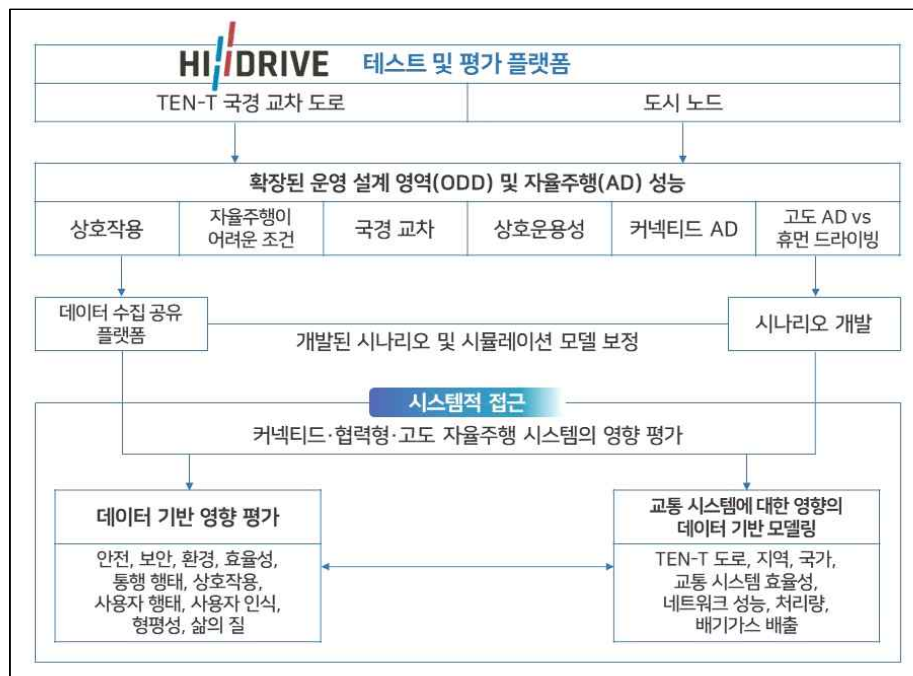 HI DRIVE 테스트 및 평가 플랫폼
TEN-T 국경 교차 도로
도시 노드
확장된 운영 설계 영역(ODD) 및 자율주행(AD) 성능
상호작용
자율주행이
어려운 조건
국경 교차
상호운용성
커넥티드 AD
고도 AD vs
휴먼 드라이빙
데이터 수집 공유
플랫폼
개발된 시나리오 및 시뮬레이션 모델 보정
시나리오 개발
시스템적 접근
커넥티드·협력형·고도 자율주행 시스템의 영향 평가
데이터 기반 영향 평가
안전, 보안, 환경, 효율성,
통행 행태, 상호작용,
사용자 행태, 사용자 인식,
형평성, 삶의 질
교통 시스템에 대한 영향의
데이터 기반 모델링
TEN-T 도로, 지역, 국가,
교통 시스템 효율성,
네트워크 성능, 처리량,
배기가스 배출